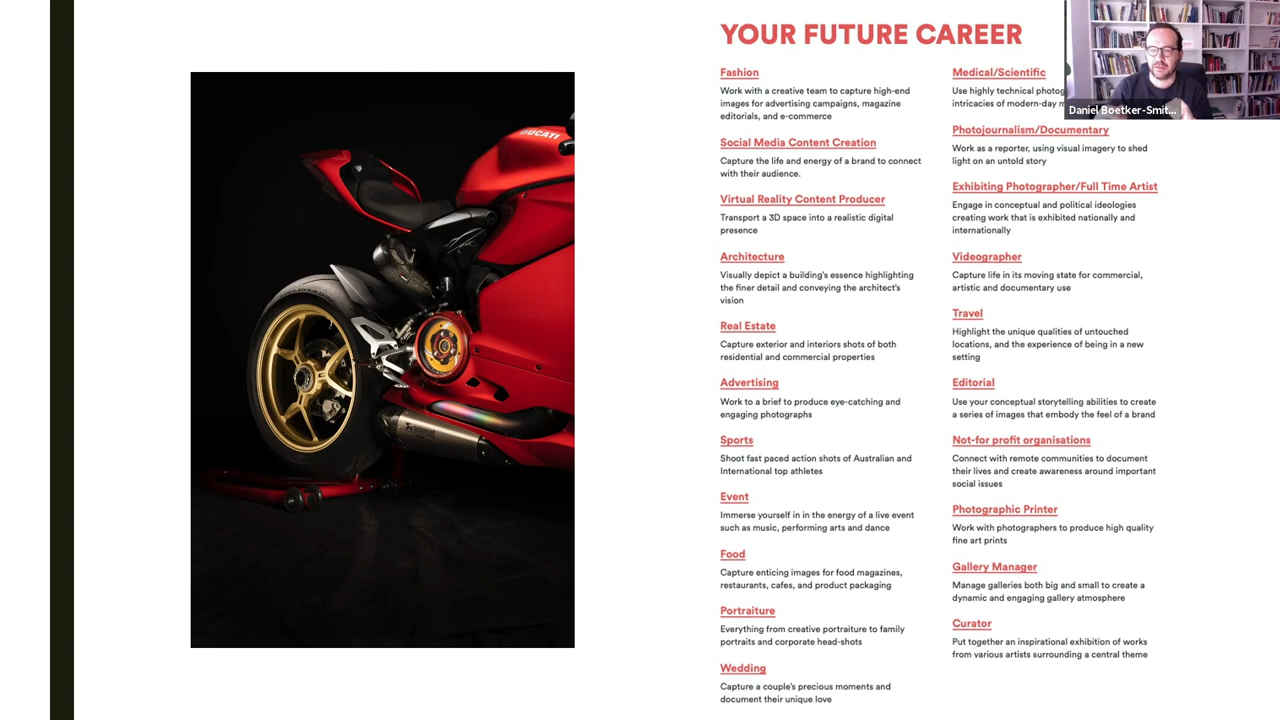 YOUR FUTURE CAREER
Fashion
Work with a creative team to capture high-end
images for advertising campaigns, magazine
editorials, and e-commerce
Social Media Content Creation
Capture the life and energy of a brand to connect
with their audience.
Virtual Reality Content Producer
Transport a 3D space into a realistic digital
presence
Architecture
Visually depict a building's essence highlighting
the finer detail and conveying the architect's
vision
Real Estate
Capture exterior and interiors shots of both
residential and commercial properties
Advertising
Work to a brief to produce eye-catching and
engaging photographs
Sports
Shoot fast paced action shots of Australian and
International top athletes
Event
Immerse yourself in in the energy of a live event
such as music, performing arts and dance
Food
Capture enticing images for food magazines,
restaurants, cafes, and product packaging
Portraiture
Everything from creative portraiture to family
portraits and corporate head-shots
Wedding
Capture a couple's precious moments and
document their unique love
Medical/Scientific
Use highly technical photog
intricacies of modern-day m
Photojournalism/Documentary
Work as a reporter, using visual imagery to shed
light on an untold story
Exhibiting Photographer/Full Time Artist
Engage in conceptual and political ideologies
creating work that is exhibited nationally and
internationally
Videographer
Capture life in its moving state for commercial,
artistic and documentary use
Travel
Highlight the unique qualities of untouched
locations, and the experience of being in a new
setting
Editorial
Use your conceptual storytelling abilities to create
a series of images that embody the feel of a brand
Not-for profit organisations
Connect with remote communities to document
their lives and create awareness around important
social issues
Photographic Printer
Work with photographers to produce high quality
fine art prints
Gallery Manager
Manage galleries both big and small to create a
dynamic and engaging gallery atmosphere
Curator
Put together an inspirational exhibition of works
from various artists surrounding a central theme
Daniel Boetker-Smit...
DUCATI